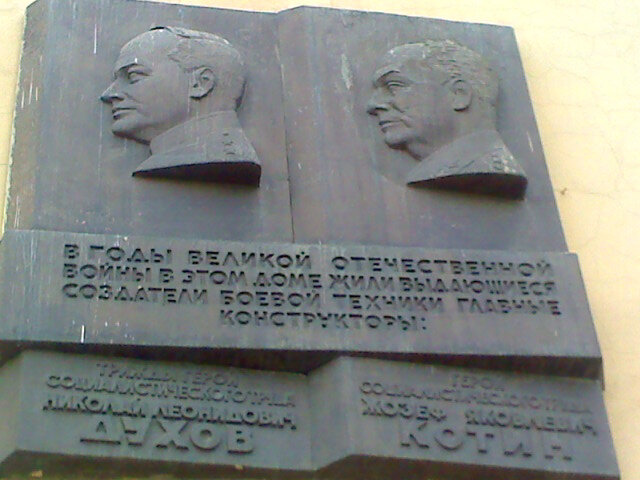 В ГОДЫ ВЕЛИКОЙ ОТЕЧЕСТВЕННОЙ
ВОЙНЫ В ЭТОМ ДОМЕ ЖИЛИ ВЫДАЮЩИЕСЯ
СОЗДАТЕЛИ БОЕВОЙ ТЕХНИКИ ГЛАВНЫЕ
КОНСТРУКТОРЫ:
ТРИЖДЫ ГЕРОЙ
СОЦИАЛИСТИЧЕСКОГО ТРУДА
НИКОЛАЙ ЛЕОНИДОВИЧ
ДУХОВ
ГЕРОЙ
СОЦИАЛИСТИЧЕСКОГО ТРУДА
ЖОЗЕФ ЯКОВЛЕВИЧ
КОТИН